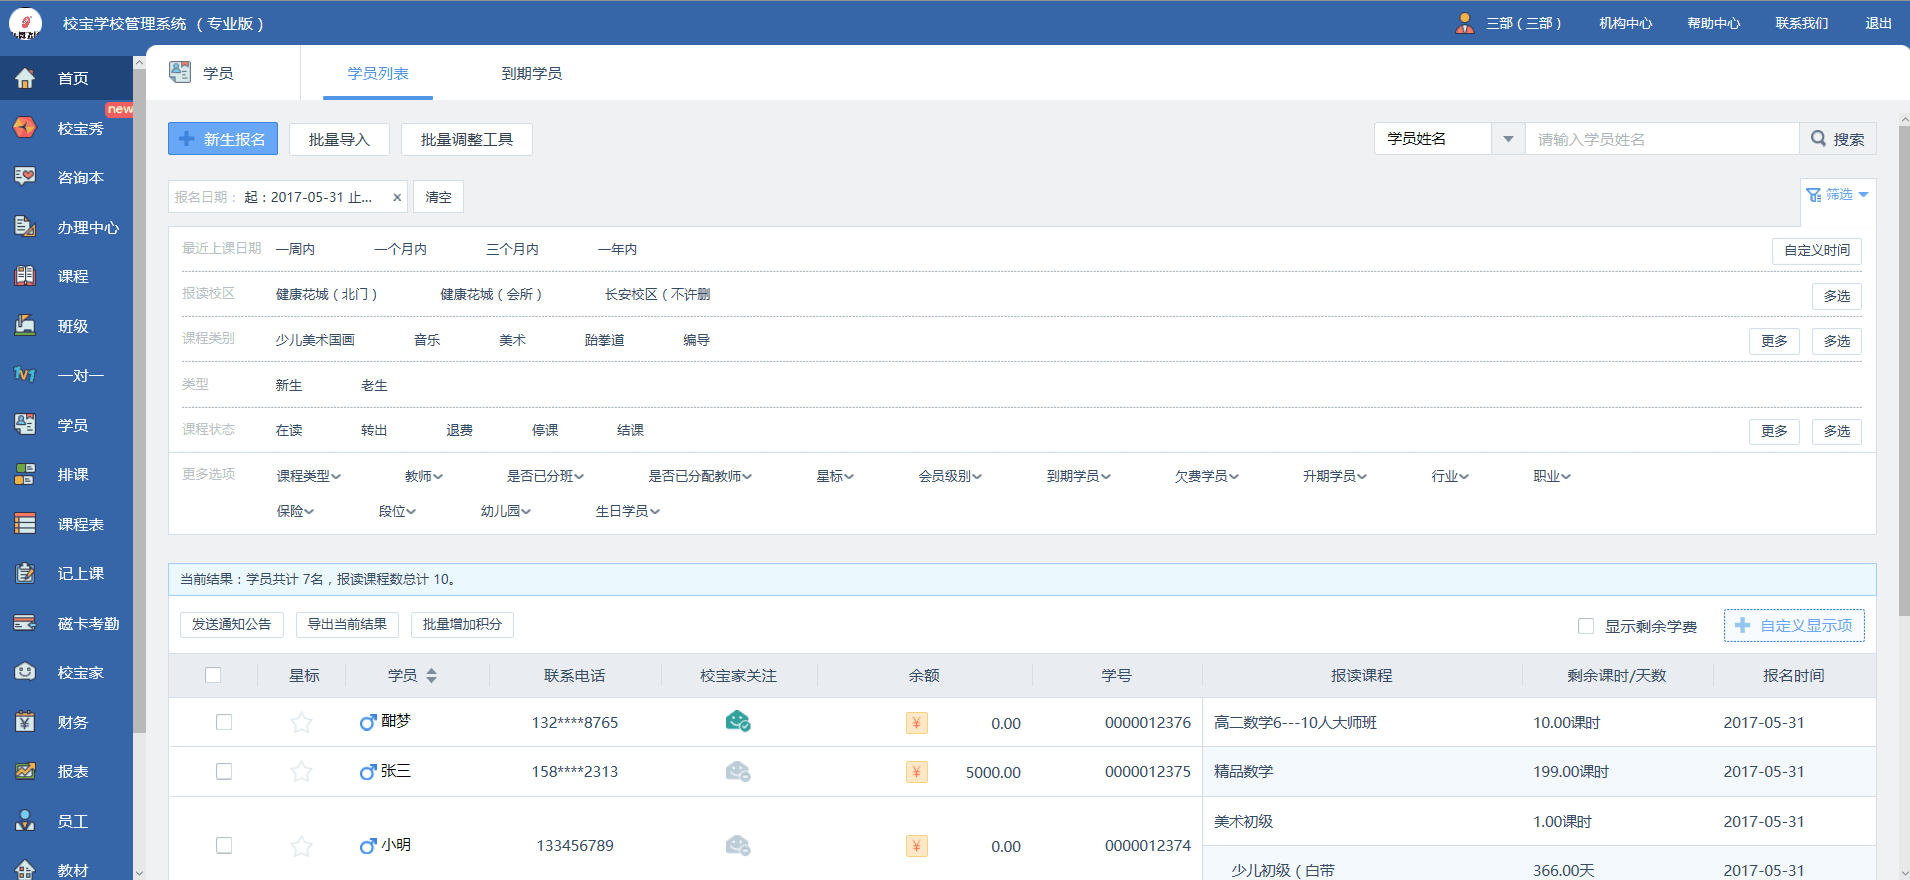 校宝学校管理系统 （专业版）
三部（三部） 机构中心 帮助中心 联系我们 退出
首页
new
校宝秀
咨询本
办理中心
课程
班级
1v1 一对一
学员
排课
课程表
记上课
磁卡考勤
校宝家
财务
报表
员工
教材
学员 学员列表 到期学员
新生报名 批量导入 批量调整工具 学员姓名 请输入学员姓名 搜索
报名日期： 起：2017-05-31 止... × 清空 筛选
最近上课日期 一周内 一个月内 三个月内 一年内 自定义时间
报读校区 健康花城（北门） 健康花城（会所） 长安校区（不许删 多选
课程类别 少儿美术国画 音乐 美术 跆拳道 编导 更多 多选
类型 新生 老生
课程状态 在读 转出 退费 停课 结课 更多 多选
更多选项 课程类型 教师 是否已分班 是否已分配教师 星标 会员级别 到期学员 欠费学员 升期学员 行业 职业
保险 段位 幼儿园 生日学员
当前结果：学员共计 7名，报读课程数总计 10。
发送通知公告 导出当前结果 批量增加积分 显示剩余学费 自定义显示项
星标 学员 联系电话 校宝家关注 余额 学号 报读课程 剩余课时/天数 报名时间
酣梦 132****8765 ¥ 0.00 0000012376 高二数学6---10人大师班 10.00课时 2017-05-31
张三 158****2313 ¥ 5000.00 0000012375 精品数学 199.00课时 2017-05-31
美术初级 1.00课时 2017-05-31
小明 133456789 ¥ 0.00 0000012374
少儿初级（白带 366.00天 2017-05-31